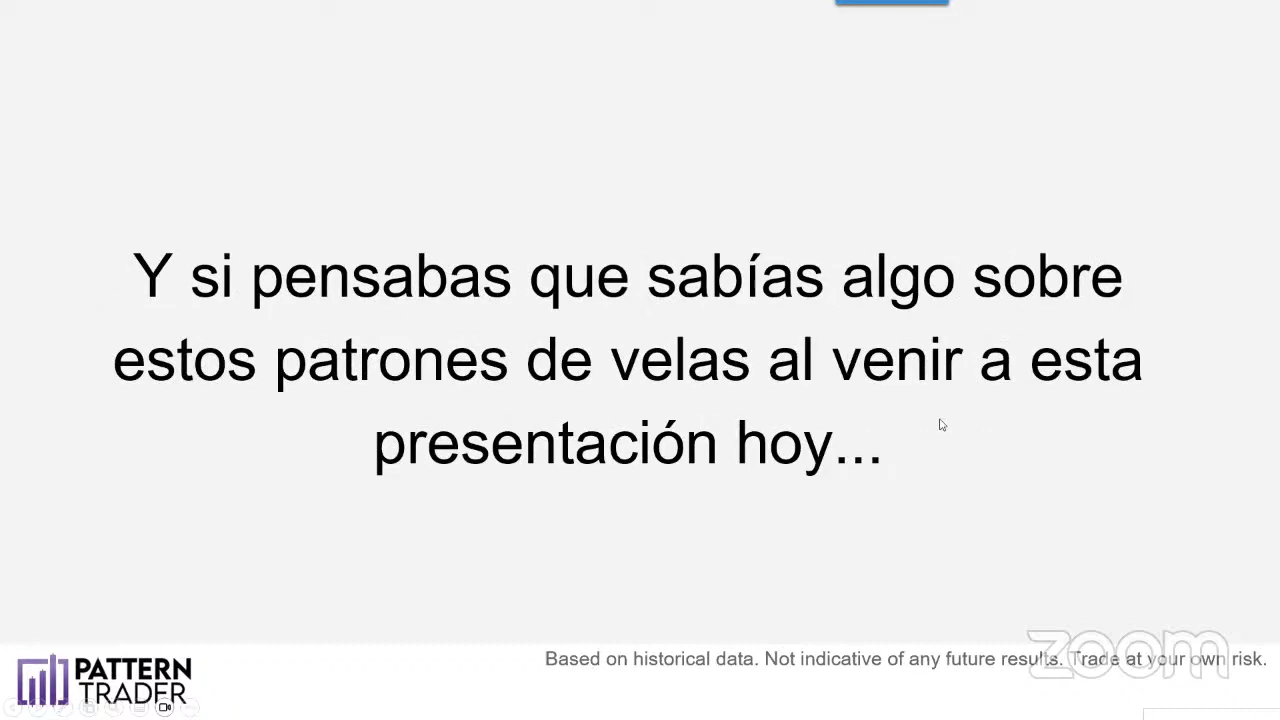 Y si pensabas que sabías algo sobre
estos patrones de velas al venir a esta
presentación hoy...
Based on historical data. Not indicative of any future results. Trade at your own risk.
zoom
PATTERN
TRADER